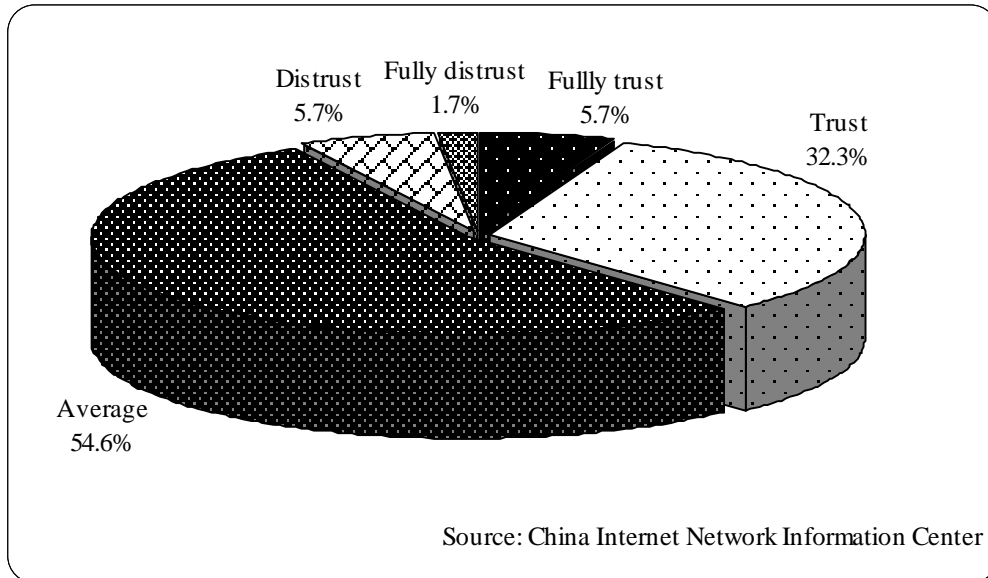 Fully distrust
1.7%
Distrust
5.7%
Fullly trust
5.7%
Trust
32.3%
Average
54.6%
Source: China Internet Network Information Center